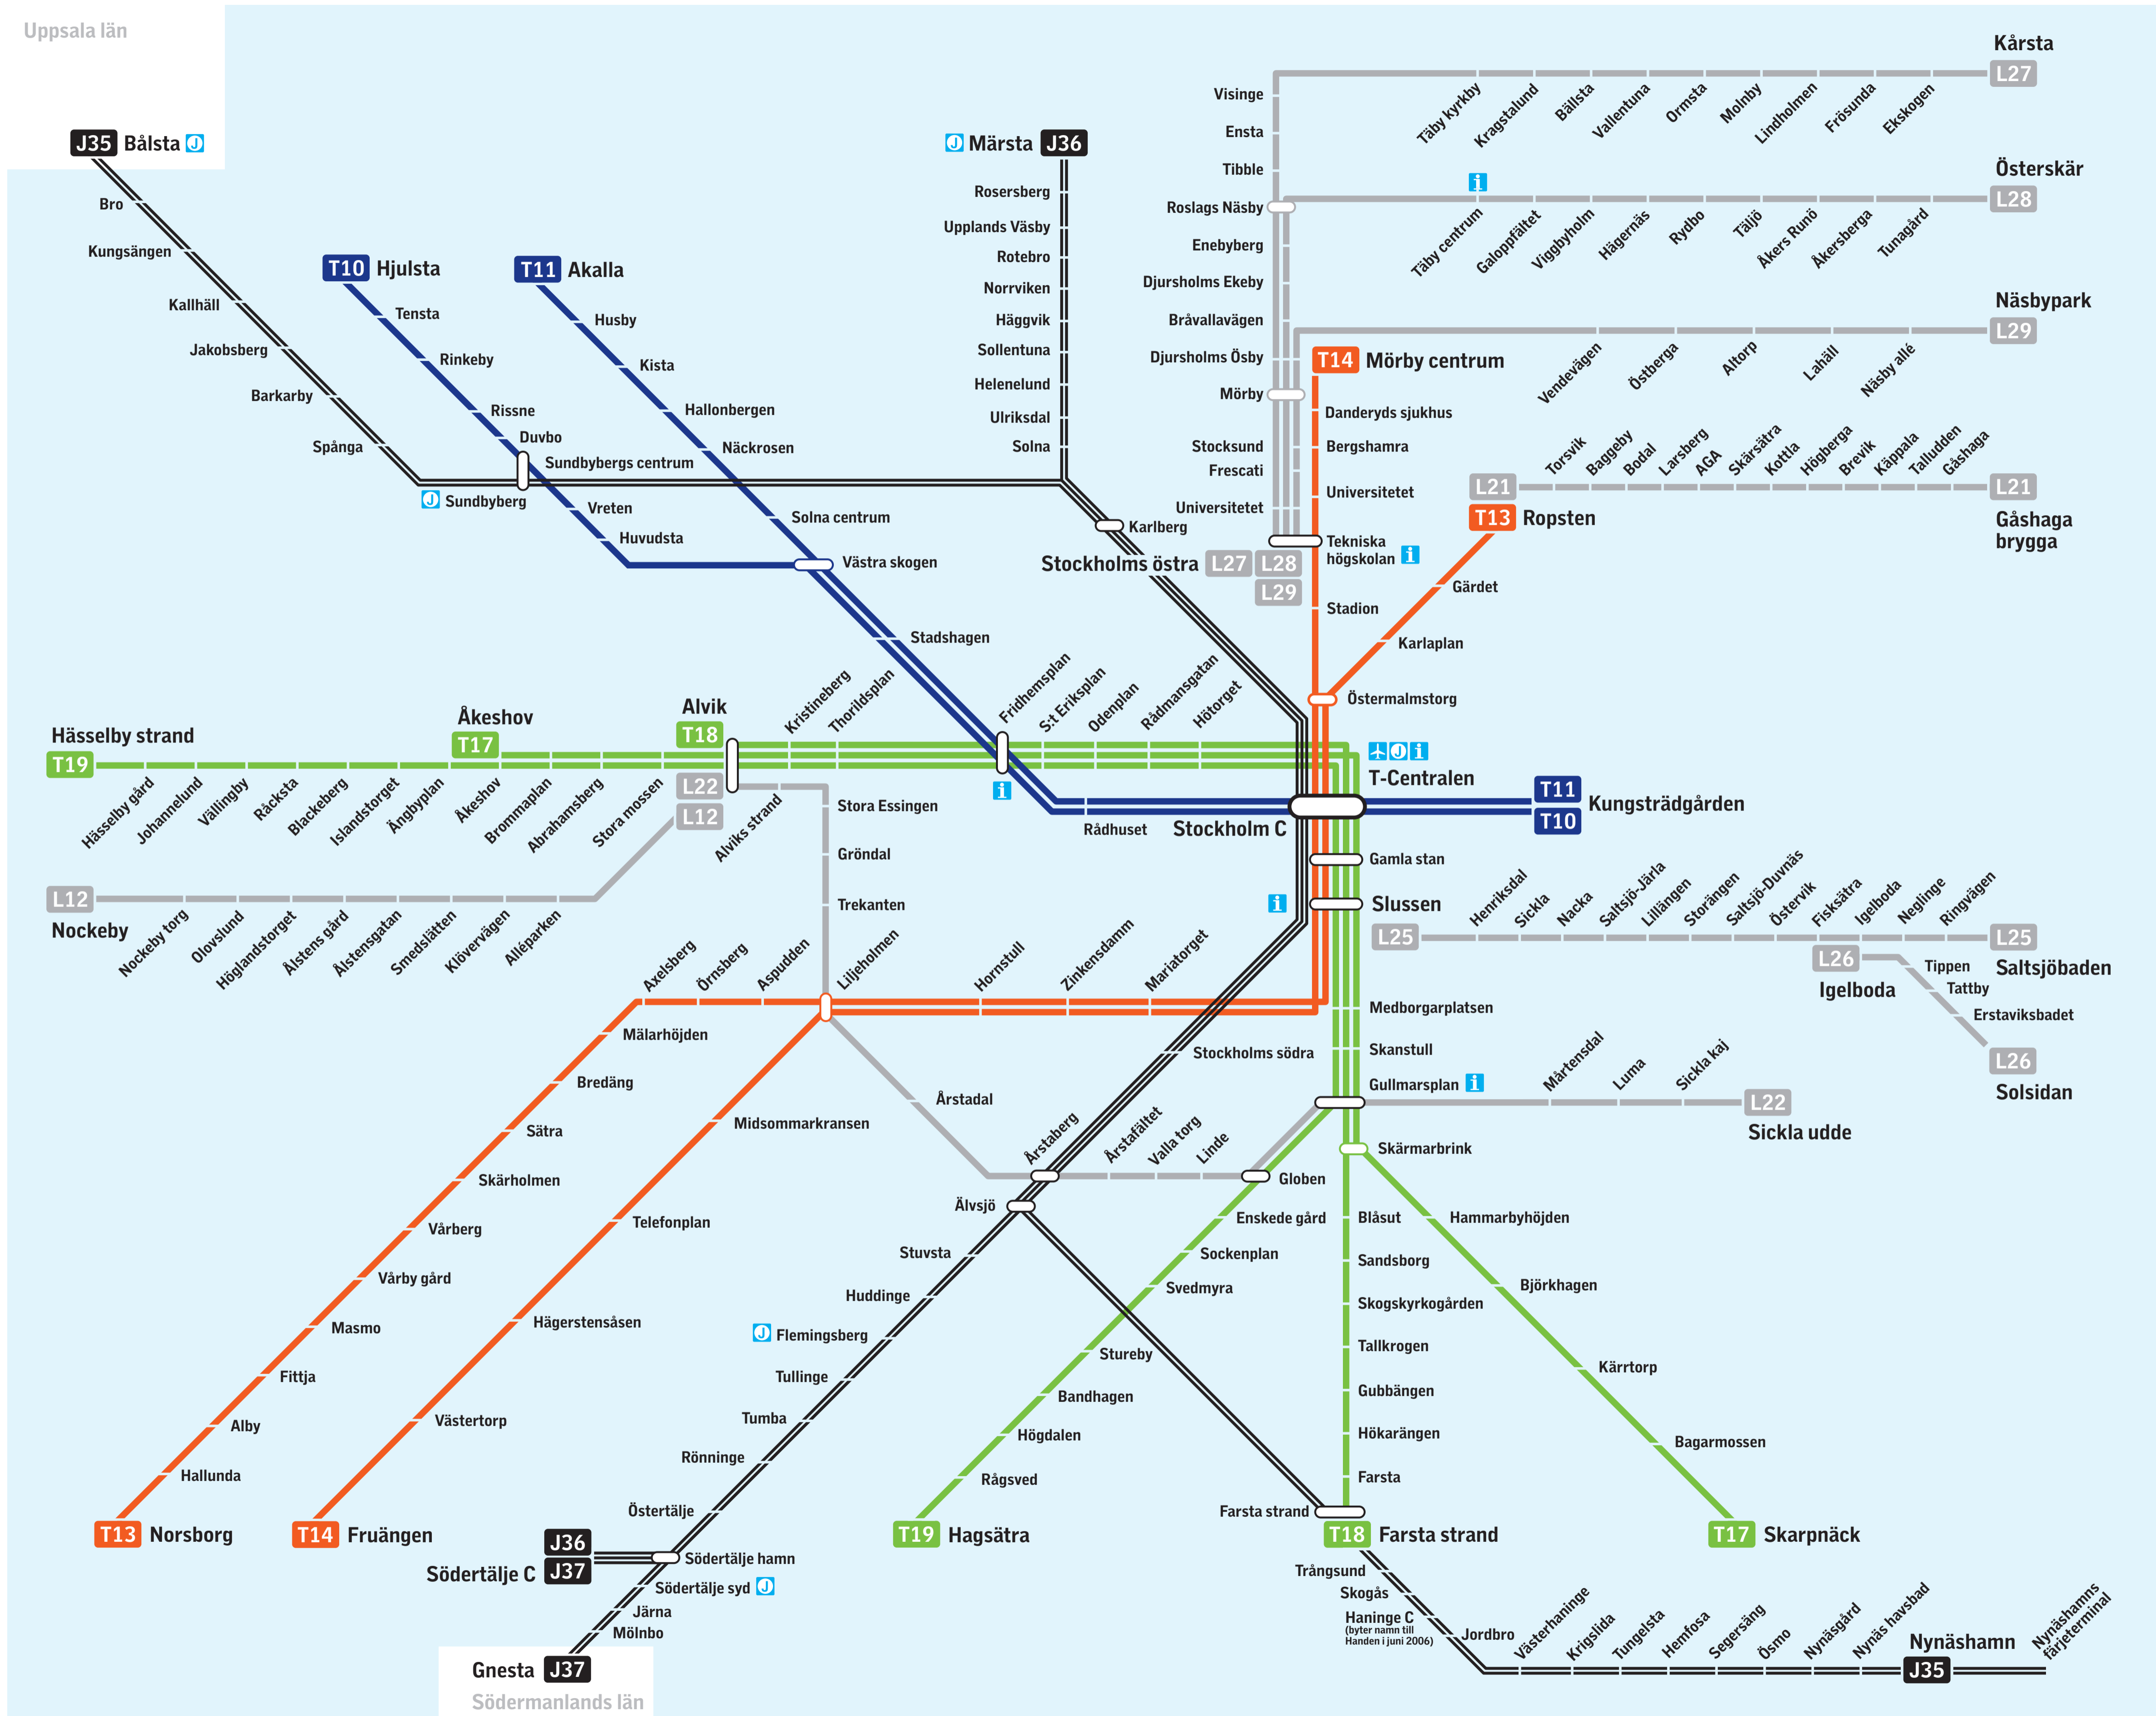 Uppsala län
J35 Bålsta J
Bro
Kungsängen
Kallhäll
Jakobsberg
Barkarby
Spånga
J Sundbyberg
T10 Hjulsta
Tensta
Rinkeby
Rissne
Duvbo
Sundbybergs centrum
Vreten
Huvudsta
T11 Akalla
Husby
Kista
Hallonbergen
Näckrosen
Solna centrum
Västra skogen
Stadshagen
J Märsta J36
Rosersberg
Upplands Väsby
Rotebro
Norrviken
Häggvik
Sollentuna
Helenelund
Ulriksdal
Solna
Karlberg
Visinge
Ensta
Tibble
Roslags Näsby
Enebyberg
Djursholms Ekeby
Bråvallavägen
Djursholms Ösby
Mörby
Stocksund
Frescati
Universitetet
Stockholms östra L27 L28
L29
Kårsta
L27
Täby kyrkby
Kragstalund
Bällsta
Vallentuna
Ormsta
Molnby
Lindholmen
Frösunda
Ekskogen
Österskär
L28
i
Täby centrum
Galoppfältet
Viggbyholm
Hägernäs
Rydbo
Täljö
Åkers Runö
Åkersberga
Tunagård
Näsbypark
L29
Vendevägen
Östberga
Altorp
Lahäll
Näsby allé
T14 Mörby centrum
Danderyds sjukhus
Bergshamra
Universitetet
Tekniska
högskolan i
Stadion
L21
T13 Ropsten
Gärdet
Karlaplan
Östermalmstorg
Torsvik
Baggeby
Bodal
Larsberg
AGA
Skärsätra
Kottla
Högberga
Brevik
Käppala
Talludden
Gåshaga
L21
Gåshaga
brygga
Hässelby strand
T19
Hässelby gård
Johannelund
Vällingby
Råcksta
Blackeberg
Islandstorget
Ängbyplan
Åkeshov
T17
Åkeshov
Brommaplan
Abrahamsberg
Stora mossen
Alvik
T18
L22
L12
Kristineberg
Thorildsplan
Fridhemsplan
i
S:t Eriksplan
Odenplan
Rådmansgatan
Hötorget
Rådhuset
Stockholm C
J i
T-Centralen
T11
T10
Kungsträdgården
L12
Nockeby
Nockeby torg
Olovslund
Höglandstorget
Ålstens gård
Ålstensgatan
Smedslätten
Klövervägen
Alléparken
Alviks strand
Stora Essingen
Gröndal
Trekanten
Liljeholmen
Axelsberg
Örnsberg
Aspudden
Hornstull
Zinkensdamm
Mariatorget
Mälarhöjden
Bredäng
Sätra
Skärholmen
Vårberg
Vårby gård
Masmo
Fittja
Alby
Hallunda
T13 Norsborg
Midsommarkransen
Telefonplan
Hägerstensåsen
Västertorp
T14 Fruängen
Gamla stan
i
Slussen
L25
Henriksdal
Sickla
Nacka
Saltsjö-Järla
Lillängen
Storängen
Saltsjö-Duvnäs
Östervik
Fisksätra
Igelboda
Neglinge
Ringvägen
L25
Saltsjöbaden
L26
Igelboda
Tippen
Tattby
Erstaviksbadet
L26
Solsidan
Medborgarplatsen
Skanstull
Gullmarsplan i
Mårtensdal
Luma
Sickla kaj
L22
Sickla udde
Skärmarbrink
Stockholms södra
Årstadal
Årstaberg
Årstafältet
Valla torg
Linde
Globen
Älvsjö
Stuvsta
Huddinge
J Flemingsberg
Tullinge
Tumba
Rönninge
Östertälje
J36
Södertälje C J37
Södertälje hamn
Södertälje syd J
Järna
Mölnbo
Gnesta J37
Södermanlands län
Enskede gård
Sockenplan
Svedmyra
Stureby
Bandhagen
Högdalen
Rågsved
T19 Hagsätra
Blåsut
Sandsborg
Skogskyrkogården
Tallkrogen
Gubbängen
Hökarängen
Farsta
Farsta strand
T18 Farsta strand
Hammarbyhöjden
Björkhagen
Kärrtorp
Bagarmossen
T17 Skarpnäck
Trångsund
Skogås
Haninge C
(byter namn till
Handen i juni 2006)
Jordbro
Västerhaninge
Krigslida
Tungelsta
Hemfosa
Segersäng
Ösmo
Nynäsgård
Nynäs havsbad
Nynäshamn
J35
Nynäshamns
färjeterminal